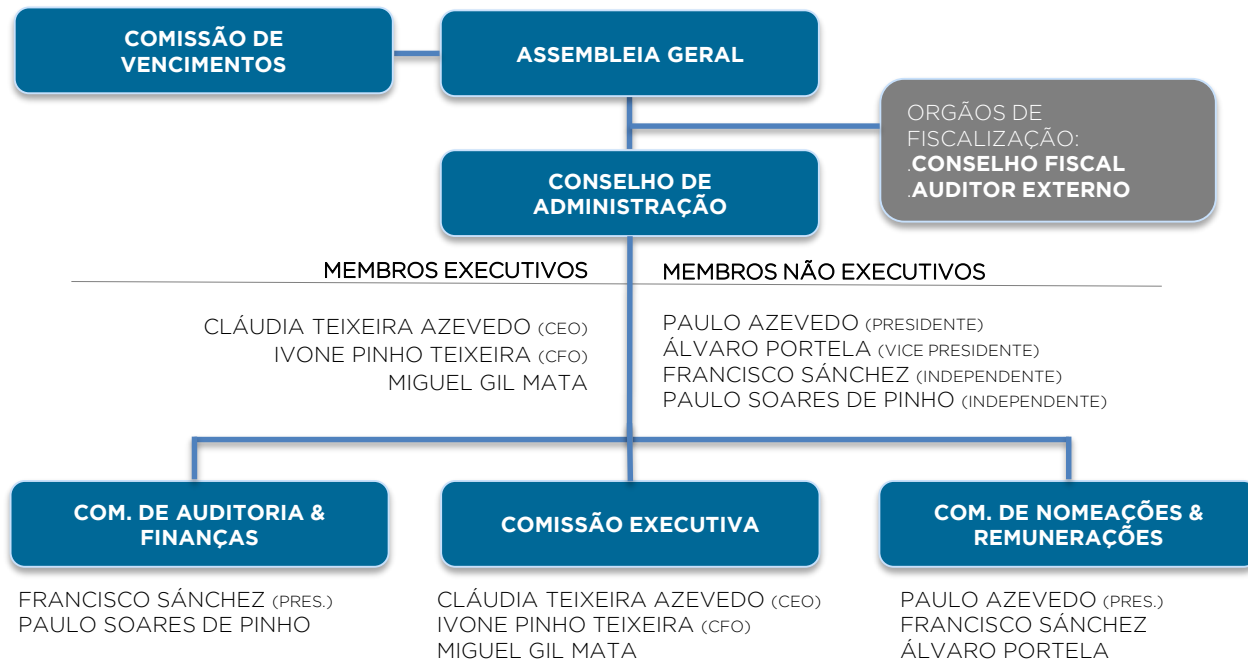 COMISSÃO DE
VENCIMENTOS
ASSEMBLEIA GERAL
ORGÃOS DE
FISCALIZAÇÃO:
.CONSELHO FISCAL
.AUDITOR EXTERNO
CONSELHO DE
ADMINISTRAÇÃO
MEMBROS EXECUTIVOS
CLÁUDIA TEIXEIRA AZEVEDO (CEO)
IVONE PINHO TEIXEIRA (CFO)
MIGUEL GIL MATA
MEMBROS NÃO EXECUTIVOS
PAULO AZEVEDO (PRESIDENTE)
ÁLVARO PORTELA (VICE PRESIDENTE)
FRANCISCO SÁNCHEZ (INDEPENDENTE)
PAULO SOARES DE PINHO (INDEPENDENTE)
COM. DE AUDITORIA &
FINANÇAS
FRANCISCO SÁNCHEZ (PRES.)
PAULO SOARES DE PINHO
COMISSÃO EXECUTIVA
CLÁUDIA TEIXEIRA AZEVEDO (CEO)
IVONE PINHO TEIXEIRA (CFO)
MIGUEL GIL MATA
COM. DE NOMEAÇÕES &
REMUNERAÇÕES
PAULO AZEVEDO (PRES.)
FRANCISCO SÁNCHEZ
ÁLVARO PORTELA